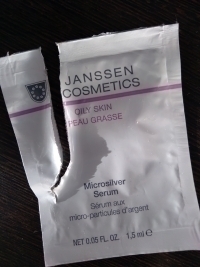 JANSSEN
COSMETICS
OILY SKIN
PEAU GRASSE
Microsilver
Serum
Sérum aux
micro-particules d'argent
NET 0.05 FL. OZ. 1,5 ml e